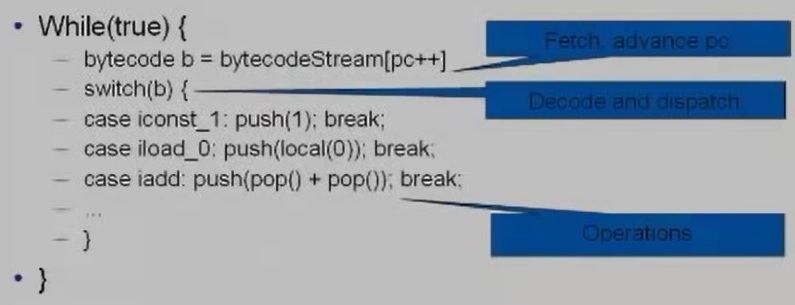 • While(true) {
Fetch, advance pc
– bytecode b = bytecodeStream[pc++]
– switch(b) {
Decode and dispatch
– case iconst_1: push(1); break;
– case iload_0: push(local(0)); break;
– case iadd: push(pop() + pop()); break;
– ...
Operations
– }
• }